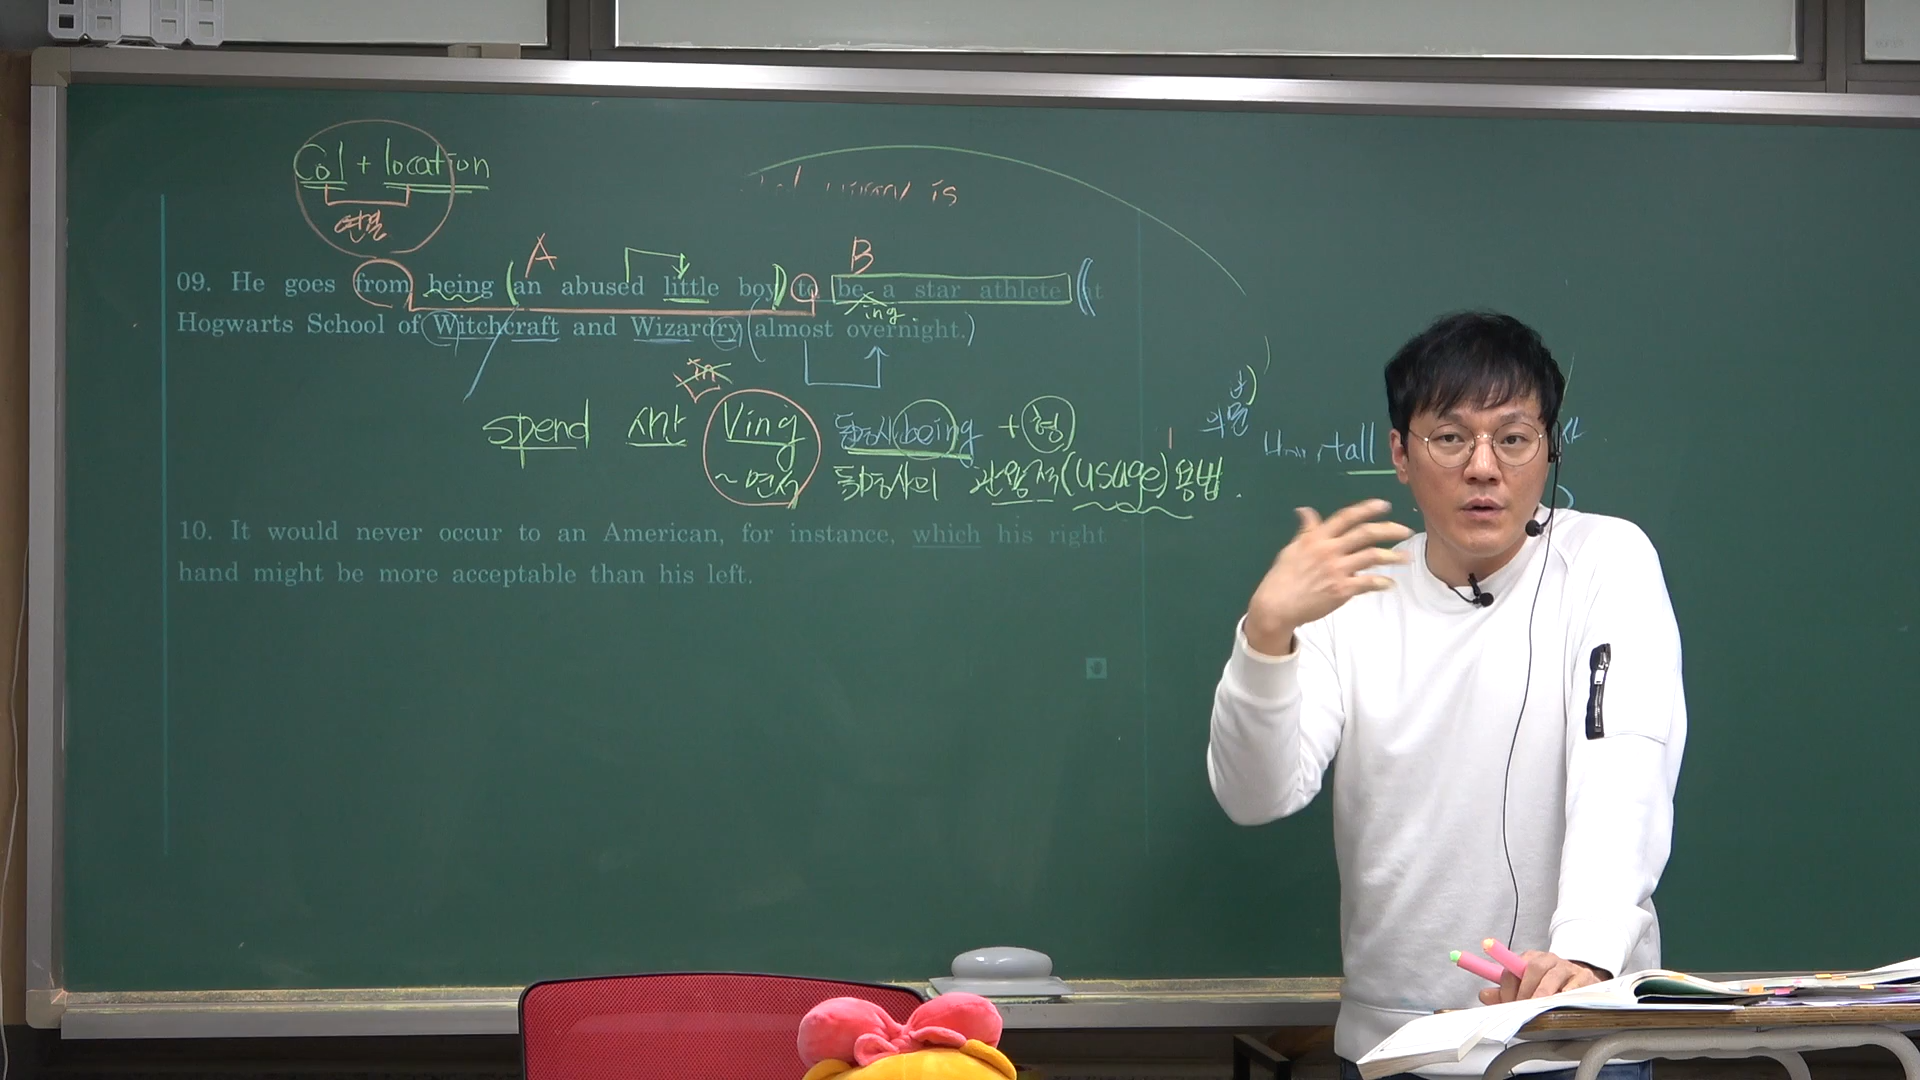 Col + location
연결
is
A
B
09. He goes from being (an abused little boy) to be a star athlete (at
ing.
Hogwarts School of Witchcraft and Wizardry (almost overnight.)
in
spend 시간 Ving 동명사 being + 형
~면서 동명사의 관용적(usage)용법.
tall
10. It would never occur to an American, for instance, which his right
hand might be more acceptable than his left.